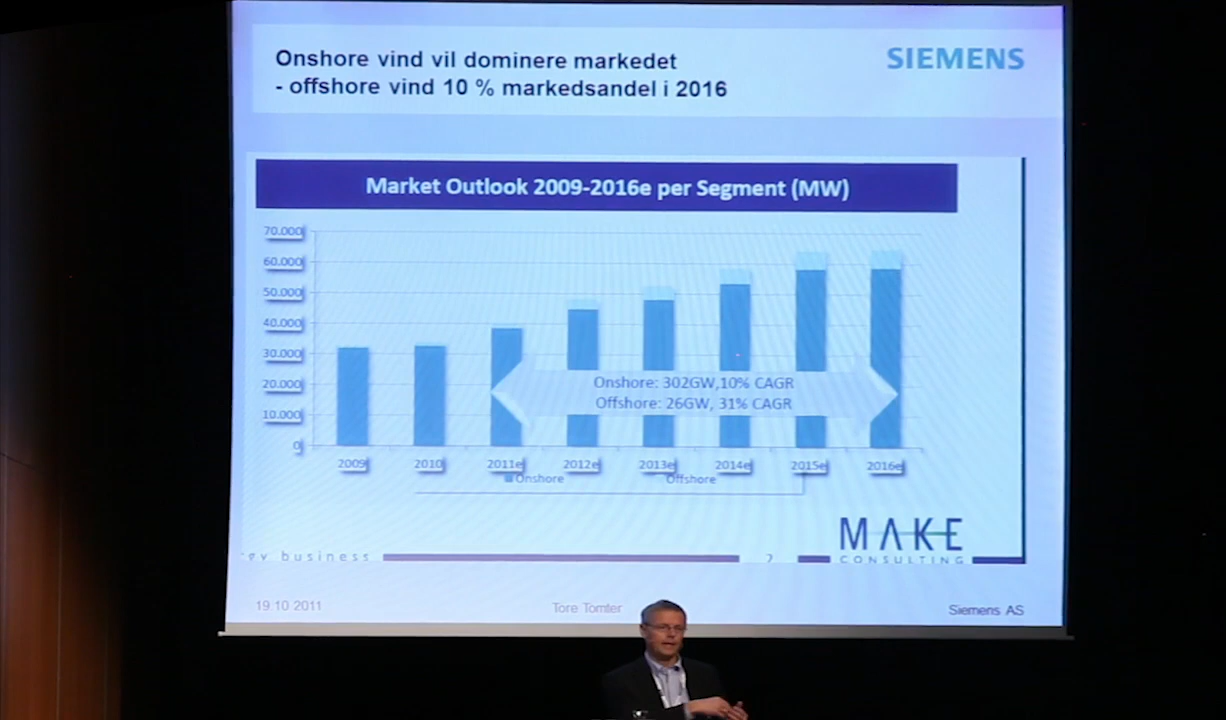 Onshore vind vil dominere markedet
- offshore vind 10 % markedsandel i 2016
SIEMENS
Market Outlook 2009-2016e per Segment (MW)
70.000
60.000
50.000
40.000
30.000
20.000
10.000
0
Onshore: 302GW,10% CAGR
Offshore: 26GW, 31% CAGR
2009 2010 2011e 2012e 2013e 2014e 2015e 2016e
Onshore Offshore
MAKE
CONSULTING
business
19 10 2011 Tore Tomter Siemens AS